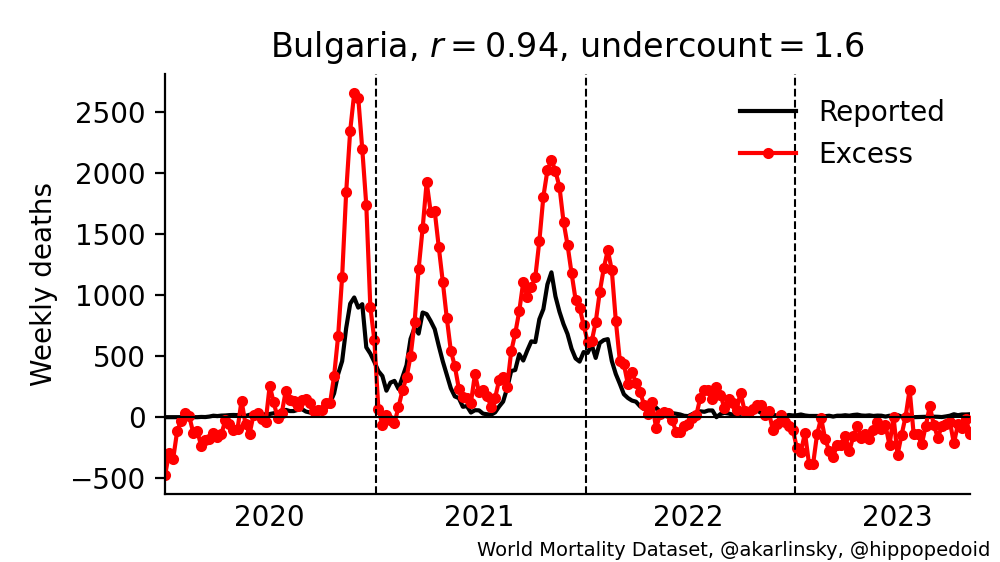 Bulgaria, r = 0.94, undercount = 1.6
Weekly deaths
2500
2000
1500
1000
500
0
−500
Reported
Excess
2020 2021 2022 2023
World Mortality Dataset, @akarlinsky, @hippopedoid